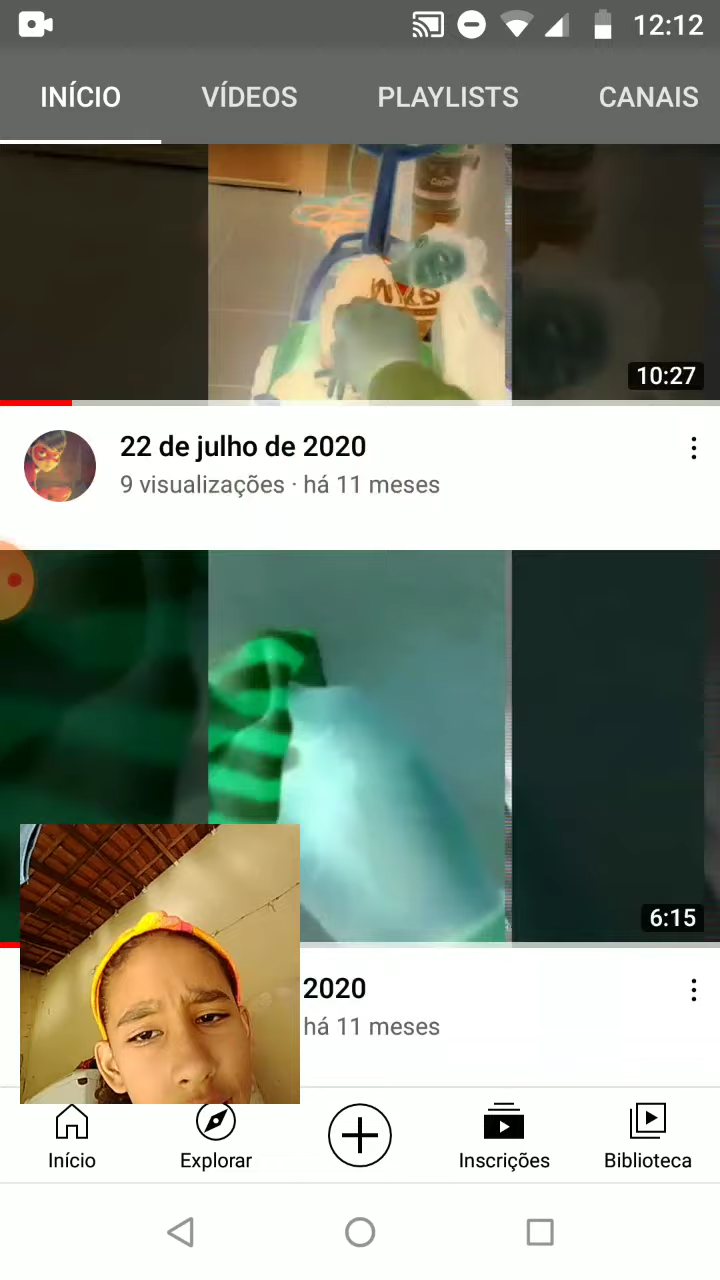 12:12
INÍCIO VÍDEOS PLAYLISTS CANAIS
10:27
22 de julho de 2020
9 visualizações · há 11 meses
6:15
2020
há 11 meses
Início Explorar Inscrições Biblioteca